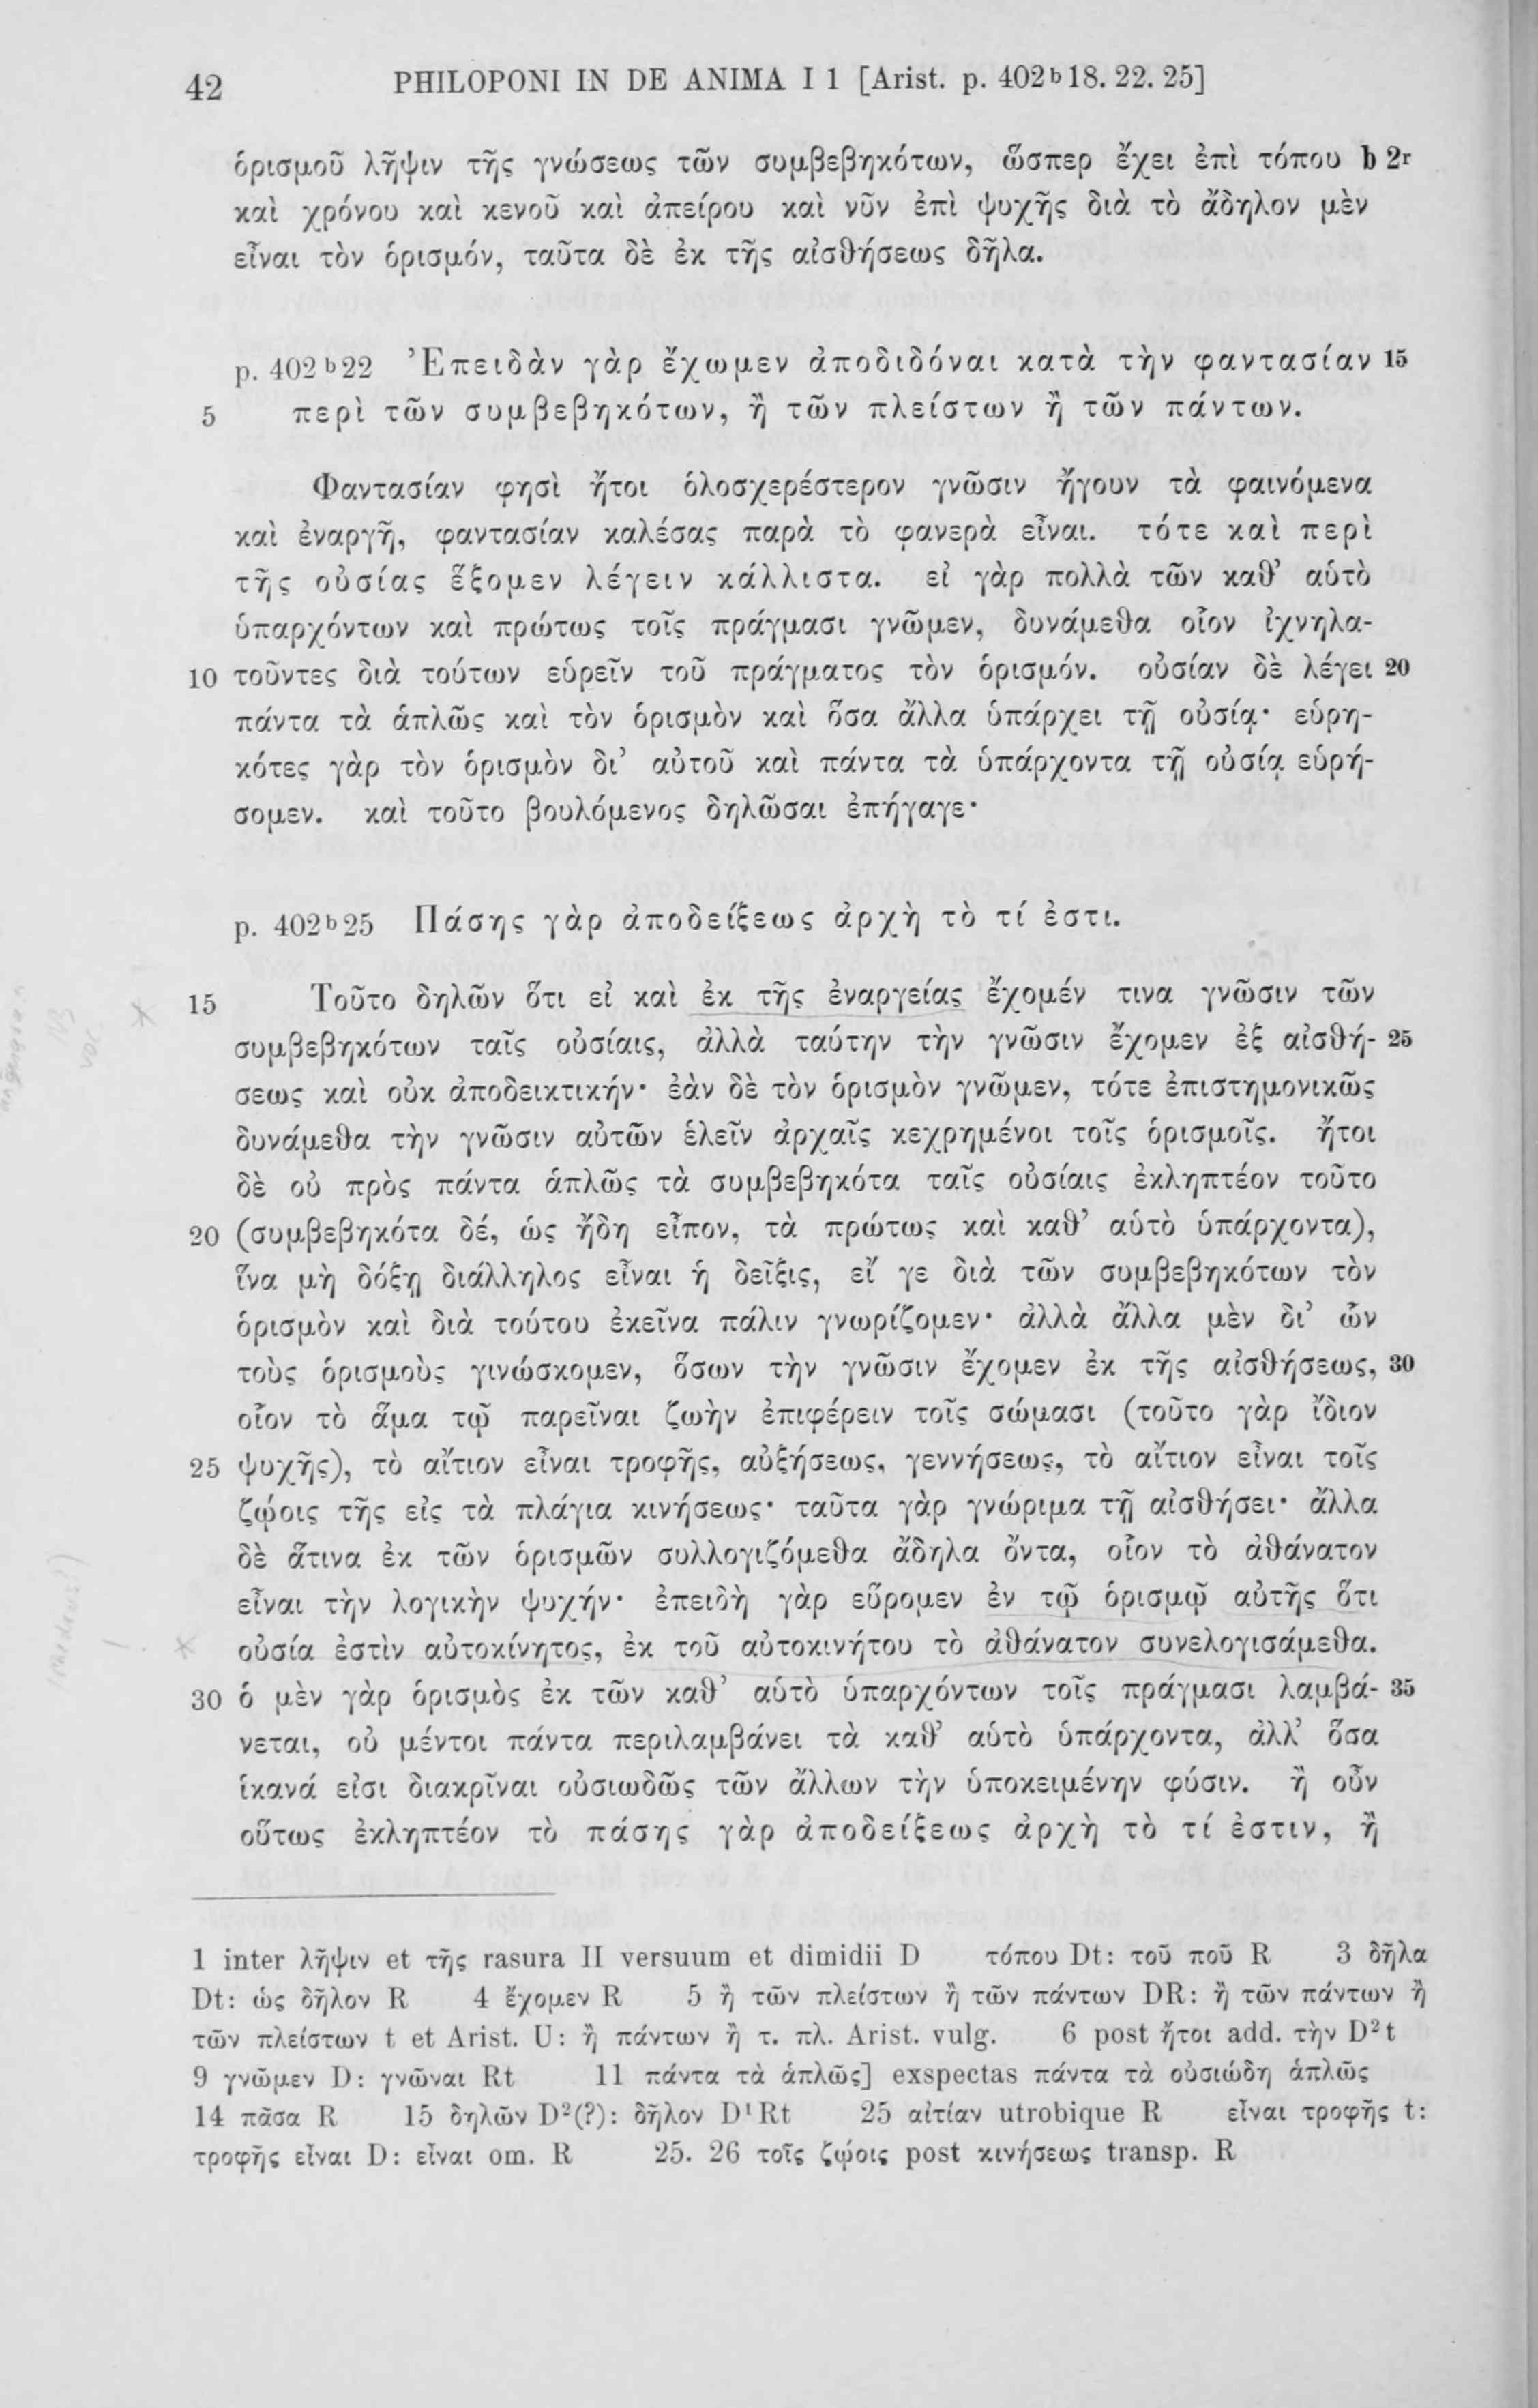 42 PHILOPONI IN DE ANIMA I 1 [Arist. p. 402ᵇ18. 22. 25]
ὁρισμοῦ λῆψιν τῆς γνώσεως τῶν συμβεβηκότων, ὥσπερ ἔχει ἐπὶ τόπου b 2r
καὶ χρόνου καὶ κενοῦ καὶ ἀπείρου καὶ νῦν ἐπὶ ψυχῆς διὰ τὸ ἄδηλον μὲν
εἶναι τὸν ὁρισμόν, ταῦτα δὲ ἐκ τῆς αἰσθήσεως δῆλα.
p. 402ᵇ22 Ἐπειδὰν γὰρ ἔχωμεν ἀποδιδόναι κατὰ τὴν φαντασίαν 15
5 περὶ τῶν συμβεβηκότων, ἢ τῶν πλείστων ἢ τῶν πάντων.
Φαντασίαν φησὶ ἤτοι ὁλοσχερέστερον γνῶσιν ἤγουν τὰ φαινόμενα
καὶ ἐναργῆ, φαντασίαν καλέσας παρὰ τὸ φανερὰ εἶναι. τότε καὶ περὶ
τῆς οὐσίας ἕξομεν λέγειν κάλλιστα. εἰ γὰρ πολλὰ τῶν καθ’ αὑτὸ
ὑπαρχόντων καὶ πρώτως τοῖς πράγμασι γνῶμεν, δυνάμεθα οἷον ἰχνηλα-
10 τοῦντες διὰ τούτων εὑρεῖν τοῦ πράγματος τὸν ὁρισμόν. οὐσίαν δὲ λέγει 20
πάντα τὰ ἁπλῶς καὶ τὸν ὁρισμὸν καὶ ὅσα ἄλλα ὑπάρχει τῇ οὐσίᾳ· εὑρη-
κότες γὰρ τὸν ὁρισμὸν δι’ αὐτοῦ καὶ πάντα τὰ ὑπάρχοντα τῇ οὐσίᾳ εὑρή-
σομεν. καὶ τοῦτο βουλόμενος δηλῶσαι ἐπήγαγε·
p. 402ᵇ25 Πάσης γὰρ ἀποδείξεως ἀρχὴ τὸ τί ἐστι.
15 Τοῦτο δηλῶν ὅτι εἰ καὶ ἐκ τῆς ἐναργείας ἔχομέν τινα γνῶσιν τῶν
συμβεβηκότων ταῖς οὐσίαις, ἀλλὰ ταύτην τὴν γνῶσιν ἔχομεν ἐξ αἰσθή- 25
σεως καὶ οὐκ ἀποδεικτικήν· ἐὰν δὲ τὸν ὁρισμὸν γνῶμεν, τότε ἐπιστημονικῶς
δυνάμεθα τὴν γνῶσιν αὐτῶν ἑλεῖν ἀρχαῖς κεχρημένοι τοῖς ὁρισμοῖς. ἤτοι
δὲ οὐ πρὸς πάντα ἁπλῶς τὰ συμβεβηκότα ταῖς οὐσίαις ἐκληπτέον τοῦτο
20 (συμβεβηκότα δέ, ὡς ἤδη εἶπον, τὰ πρώτως καὶ καθ’ αὑτὸ ὑπάρχοντα),
ἵνα μὴ δόξῃ διάλληλος εἶναι ἡ δεῖξις, εἴ γε διὰ τῶν συμβεβηκότων τὸν
ὁρισμὸν καὶ διὰ τούτου ἐκεῖνα πάλιν γνωρίζομεν· ἀλλὰ ἄλλα μὲν δι’ ὧν
τοὺς ὁρισμοὺς γινώσκομεν, ὅσων τὴν γνῶσιν ἔχομεν ἐκ τῆς αἰσθήσεως, 30
οἷον τὸ ἅμα τῷ παρεῖναι ζωὴν ἐπιφέρειν τοῖς σώμασι (τοῦτο γὰρ ἴδιον
25 ψυχῆς), τὸ αἴτιον εἶναι τροφῆς, αὐξήσεως, γεννήσεως, τὸ αἴτιον εἶναι τοῖς
ζῴοις τῆς εἰς τὰ πλάγια κινήσεως· ταῦτα γὰρ γνώριμα τῇ αἰσθήσει· ἄλλα
δὲ ἅτινα ἐκ τῶν ὁρισμῶν συλλογιζόμεθα ἄδηλα ὄντα, οἷον τὸ ἀθάνατον
εἶναι τὴν λογικὴν ψυχήν· ἐπειδὴ γὰρ εὕρομεν ἐν τῷ ὁρισμῷ αὐτῆς ὅτι
οὐσία ἐστὶν αὐτοκίνητος, ἐκ τοῦ αὐτοκινήτου τὸ ἀθάνατον συνελογισάμεθα.
30 ὁ μὲν γὰρ ὁρισμὸς ἐκ τῶν καθ’ αὑτὸ ὑπαρχόντων τοῖς πράγμασι λαμβά- 35
νεται, οὐ μέντοι πάντα περιλαμβάνει τὰ καθ’ αὑτὸ ὑπάρχοντα, ἀλλ’ ὅσα
ἱκανά εἰσι διακρῖναι οὐσιωδῶς τῶν ἄλλων τὴν ὑποκειμένην φύσιν. ἢ οὖν
οὕτως ἐκληπτέον τὸ πάσης γὰρ ἀποδείξεως ἀρχὴ τὸ τί ἐστιν, ἢ
1 inter λῆψιν et τῆς rasura II versuum et dimidii D τόπου Dt: τοῦ ποῦ R 3 δῆλα
Dt: ὡς δῆλον R 4 ἔχομεν R 5 ἢ τῶν πλείστων ἢ τῶν πάντων DR: ἢ τῶν πάντων ἢ
τῶν πλείστων t et Arist. U: ἢ πάντων ἢ τ. πλ. Arist. vulg. 6 post ἤτοι add. τὴν D²t
9 γνῶμεν D: γνῶναι Rt 11 πάντα τὰ ἁπλῶς] exspectas πάντα τὰ οὐσιώδη ἁπλῶς
14 πᾶσα R 15 δηλῶν D²(?): δῆλον D¹Rt 25 αἰτίαν utrobique R εἶναι τροφῆς t:
τροφῆς εἶναι D: εἶναι om. R 25. 26 τοῖς ζῴοις post κινήσεως transp. R